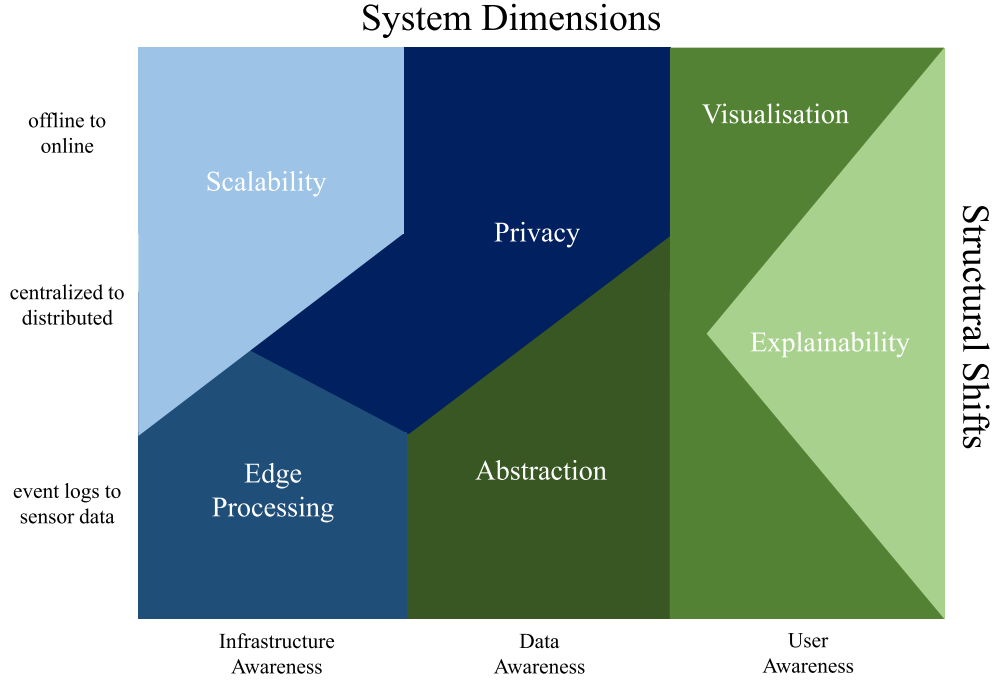 System Dimensions
offline to
online
Scalability
Visualisation
Privacy
centralized to
distributed
Explainability
Structural Shifts
event logs to
sensor data
Edge
Processing
Abstraction
Infrastructure
Awareness
Data
Awareness
User
Awareness